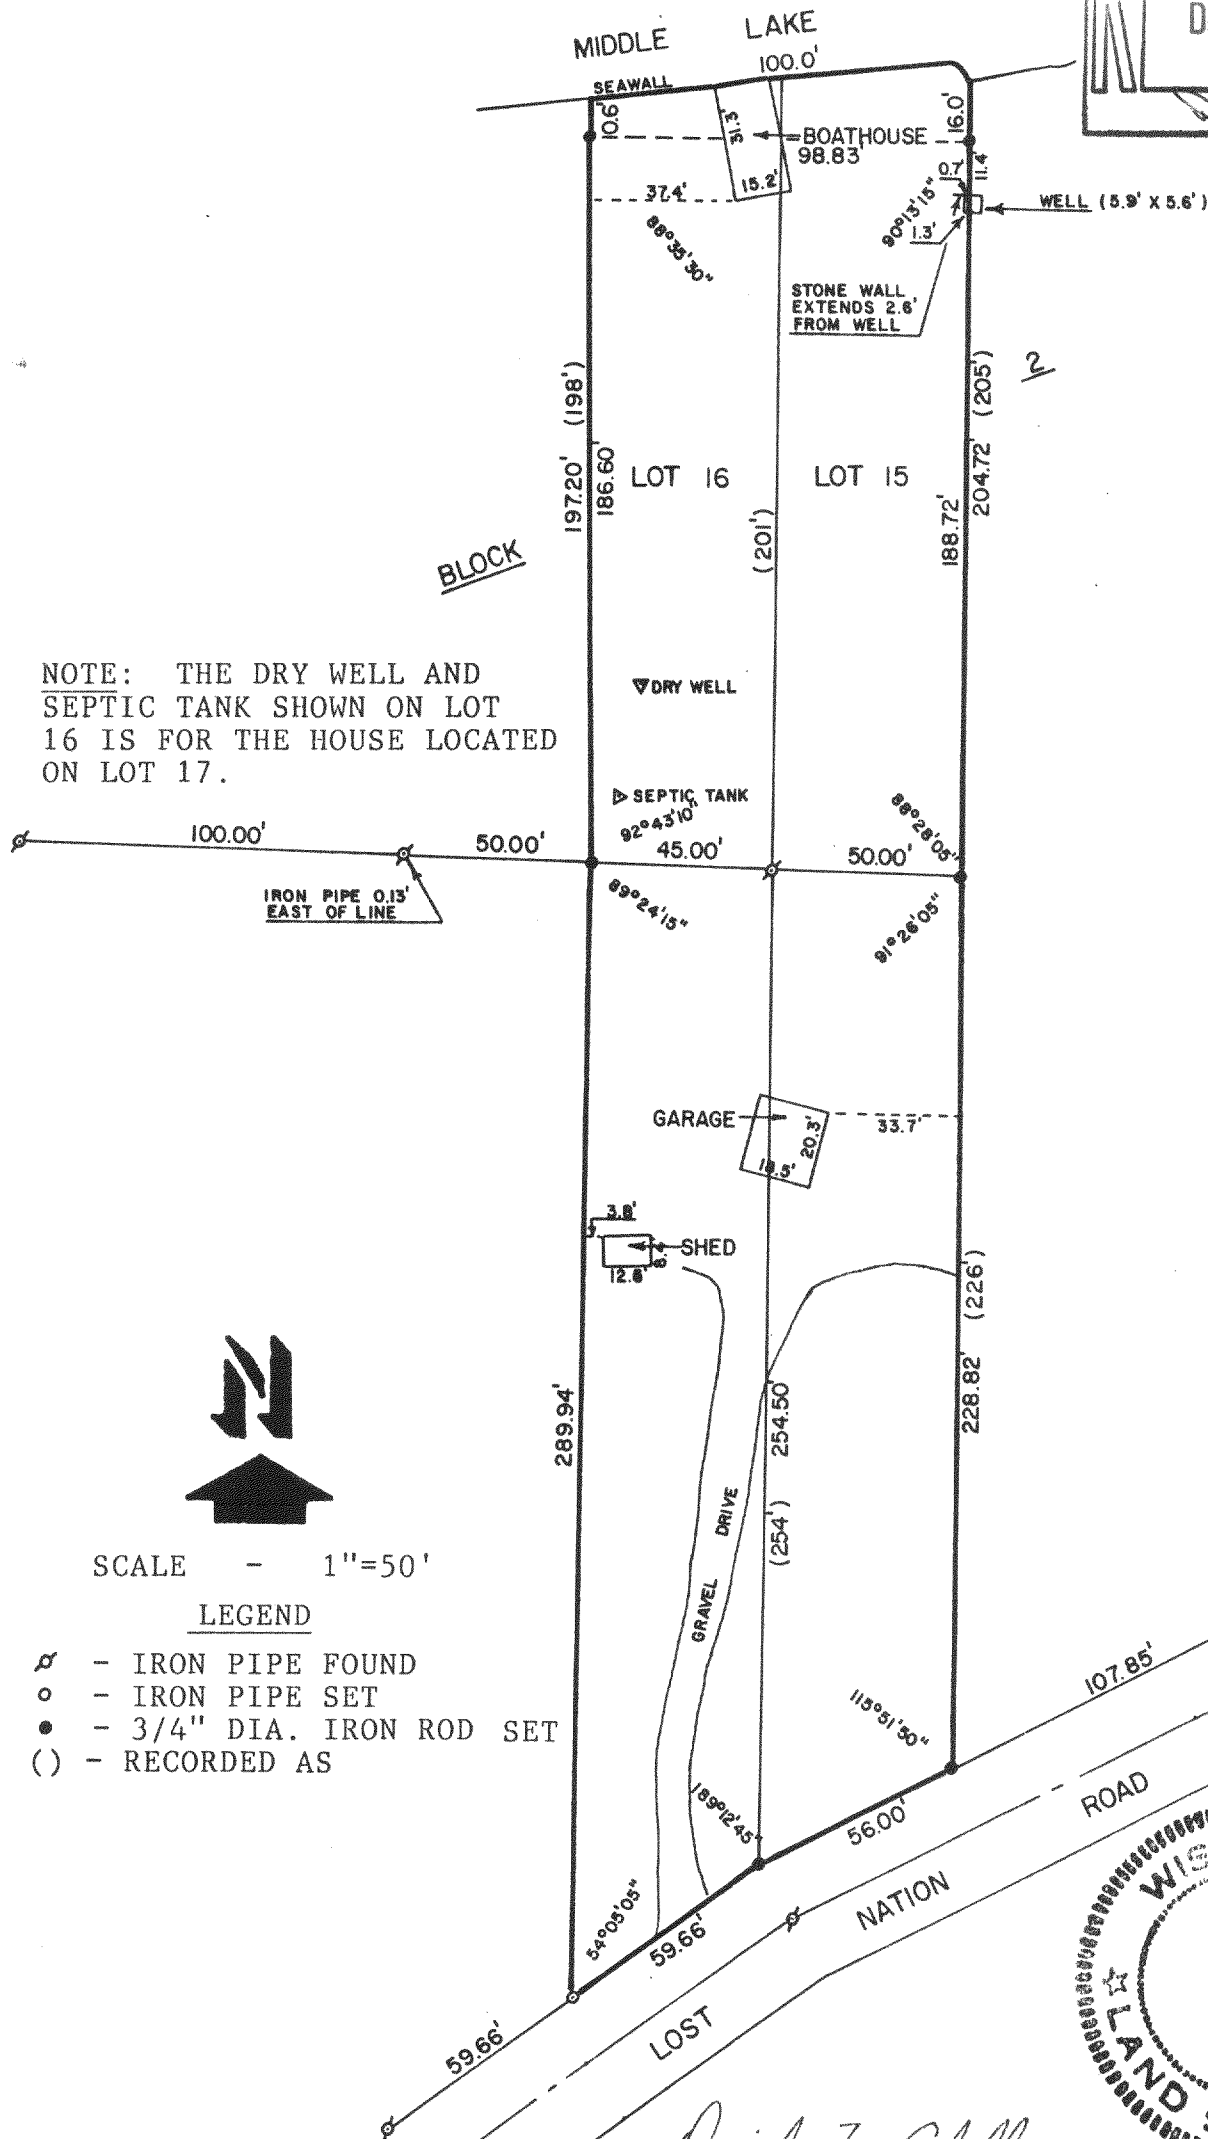 MIDDLE LAKE
D
100.0'
SEAWALL
10.6'
31.3'
BOATHOUSE
98.83'
16.0'
0.7'
11.4'
15.2'
37.4'
88°35'30"
90°13'15"
1.3'
WELL (5.9' X 5.6')
STONE WALL
EXTENDS 2.6'
FROM WELL
2
(198')
(205')
197.20'
186.60'
LOT 16
LOT 15
(201')
188.72'
204.72'
BLOCK
NOTE: THE DRY WELL AND
SEPTIC TANK SHOWN ON LOT
16 IS FOR THE HOUSE LOCATED
ON LOT 17.
DRY WELL
SEPTIC TANK
92°43'10"
88°28'05"
100.00'
50.00'
45.00'
50.00'
IRON PIPE 0.13'
EAST OF LINE
89°24'15"
91°26'05"
GARAGE
20.3'
33.7'
3.8'
SHED
(226')
289.94'
254.50'
228.82'
GRAVEL DRIVE
(254')
SCALE - 1"=50'
LEGEND
- IRON PIPE FOUND
- IRON PIPE SET
- 3/4" DIA. IRON ROD SET
() - RECORDED AS
107.85'
115°51'50"
189°12'45"
56.00'
54°05'05"
59.66'
59.66'
LOST NATION ROAD
WIS
LAND S